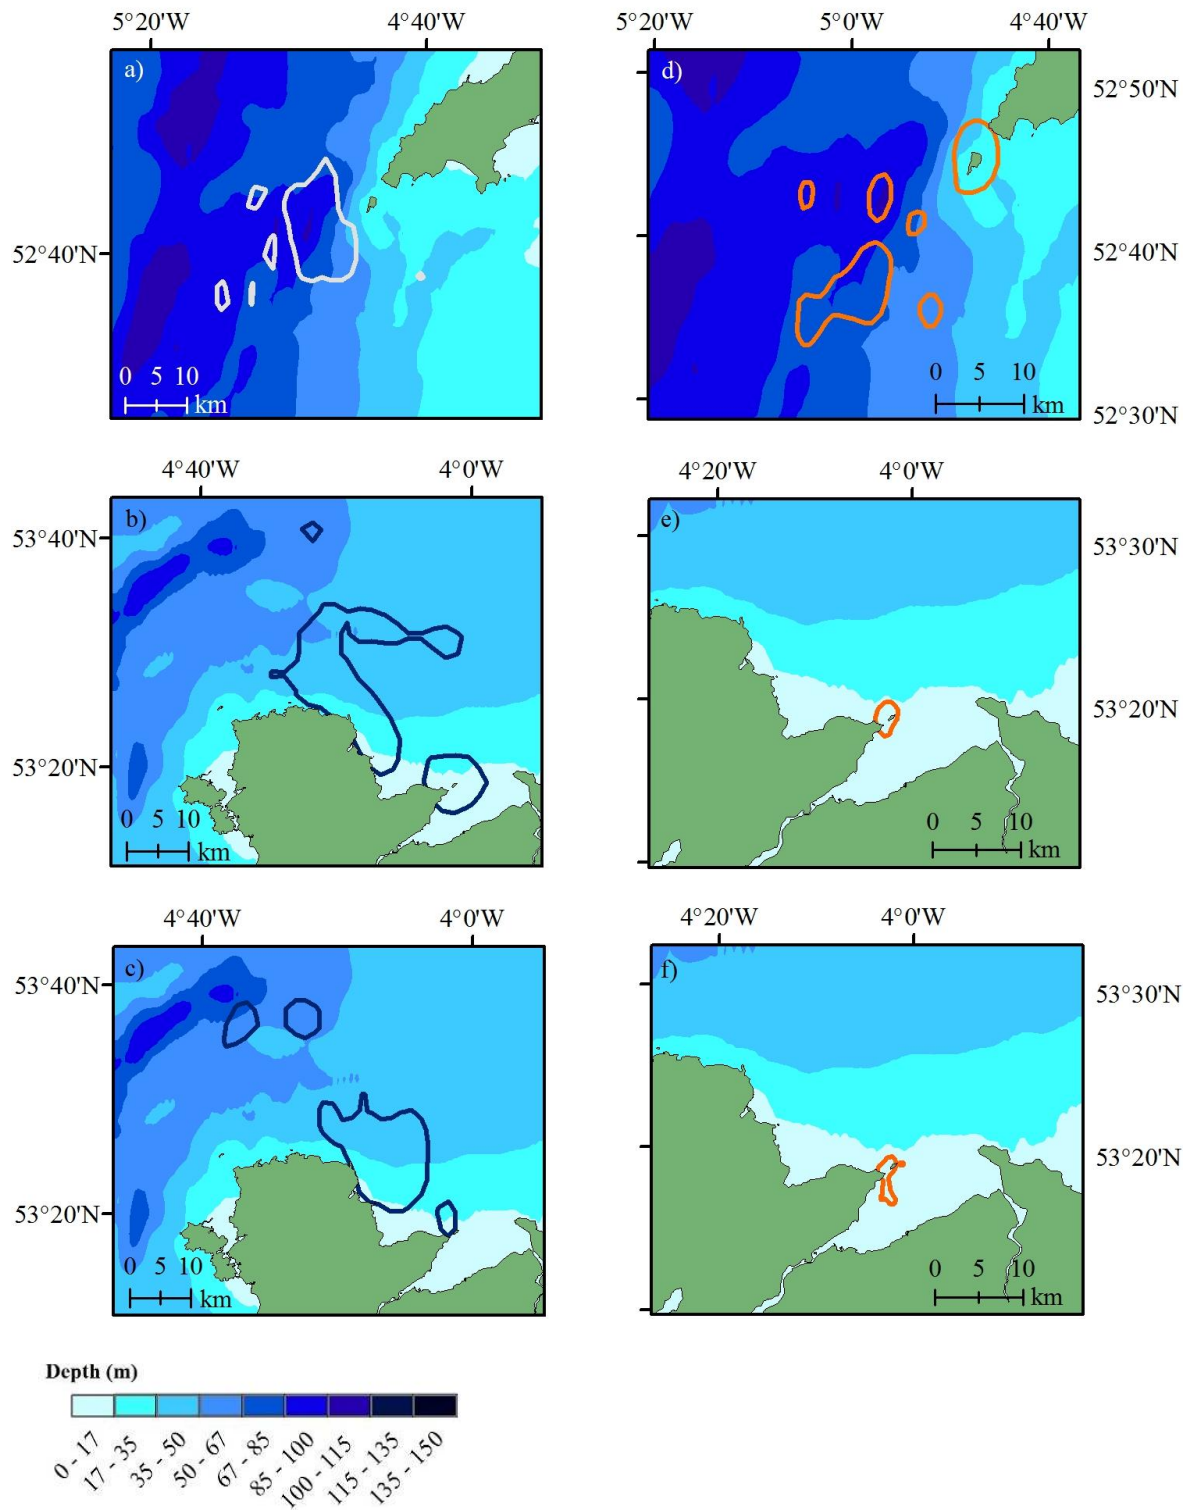 5°20'W 4°40'W
a)
52°40'N
0 5 10
km
5°20'W 5°0'W 4°40'W
d)
52°50'N
52°40'N
52°30'N
0 5 10
km
4°40'W 4°0'W
b)
53°40'N
53°20'N
0 5 10
km
4°20'W 4°0'W
e)
53°30'N
53°20'N
0 5 10
km
4°40'W 4°0'W
c)
53°40'N
53°20'N
0 5 10
km
4°20'W 4°0'W
f)
53°30'N
53°20'N
0 5 10
km
Depth (m)
0 - 17
17 - 35
35 - 50
50 - 67
67 - 85
85 - 100
100 - 115
115 - 135
135 - 150